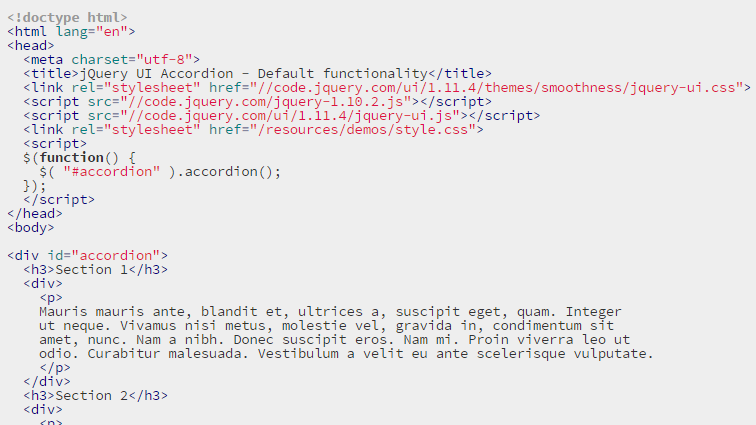 <!doctype html>
<html lang="en">
<head>
  <meta charset="utf-8">
  <title>jQuery UI Accordion - Default functionality</title>
  <link rel="stylesheet" href="//code.jquery.com/ui/1.11.4/themes/smoothness/jquery-ui.css">
  <script src="//code.jquery.com/jquery-1.10.2.js"></script>
  <script src="//code.jquery.com/ui/1.11.4/jquery-ui.js"></script>
  <link rel="stylesheet" href="/resources/demos/style.css">
  <script>
  $(function() {
    $( "#accordion" ).accordion();
  });
  </script>
</head>
<body>

<div id="accordion">
  <h3>Section 1</h3>
  <div>
    <p>
    Mauris mauris ante, blandit et, ultrices a, suscipit eget, quam. Integer
    ut neque. Vivamus nisi metus, molestie vel, gravida in, condimentum sit
    amet, nunc. Nam a nibh. Donec suscipit eros. Nam mi. Proin viverra leo ut
    odio. Curabitur malesuada. Vestibulum a velit eu ante scelerisque vulputate.
    </p>
  </div>
  <h3>Section 2</h3>
  <div>
    <p>